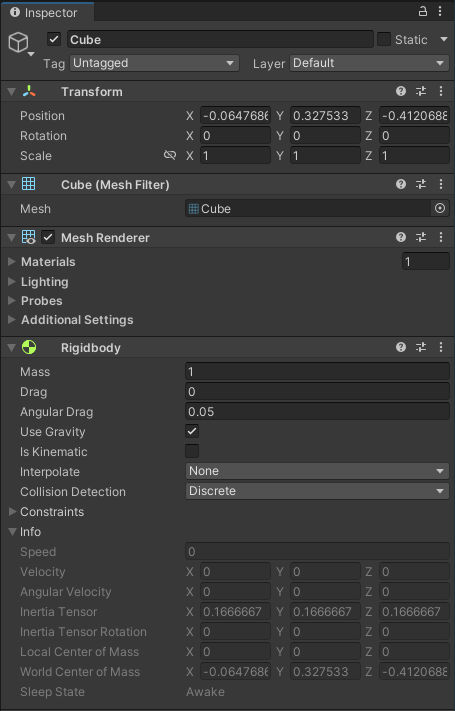 Inspector
Cube Static
Tag Untagged Layer Default
Transform
Position X -0.0647686 Y 0.327533 Z -0.4120688
Rotation X 0 Y 0 Z 0
Scale X 1 Y 1 Z 1
Cube (Mesh Filter)
Mesh Cube
Mesh Renderer
Materials 1
Lighting
Probes
Additional Settings
Rigidbody
Mass 1
Drag 0
Angular Drag 0.05
Use Gravity
Is Kinematic
Interpolate None
Collision Detection Discrete
Constraints
Info
Speed 0
Velocity X 0 Y 0 Z 0
Angular Velocity X 0 Y 0 Z 0
Inertia Tensor X 0.1666667 Y 0.1666667 Z 0.1666667
Inertia Tensor Rotation X 0 Y 0 Z 0
Local Center of Mass X 0 Y 0 Z 0
World Center of Mass X -0.0647686 Y 0.327533 Z -0.4120688
Sleep State Awake